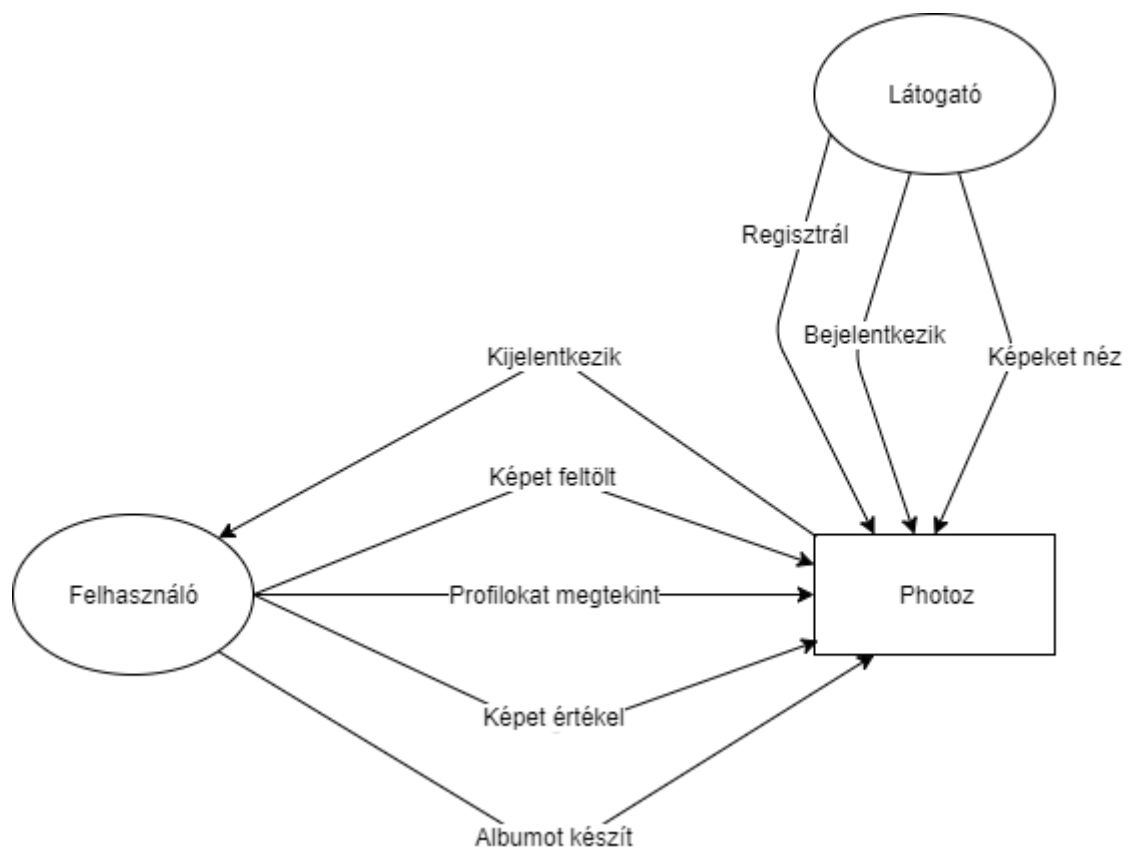 Látogató
Regisztrál
Bejelentkezik
Képeket néz
Kijelentkezik
Képet feltölt
Felhasználó
Profilokat megtekint
Photoz
Képet értékel
Albumot készít